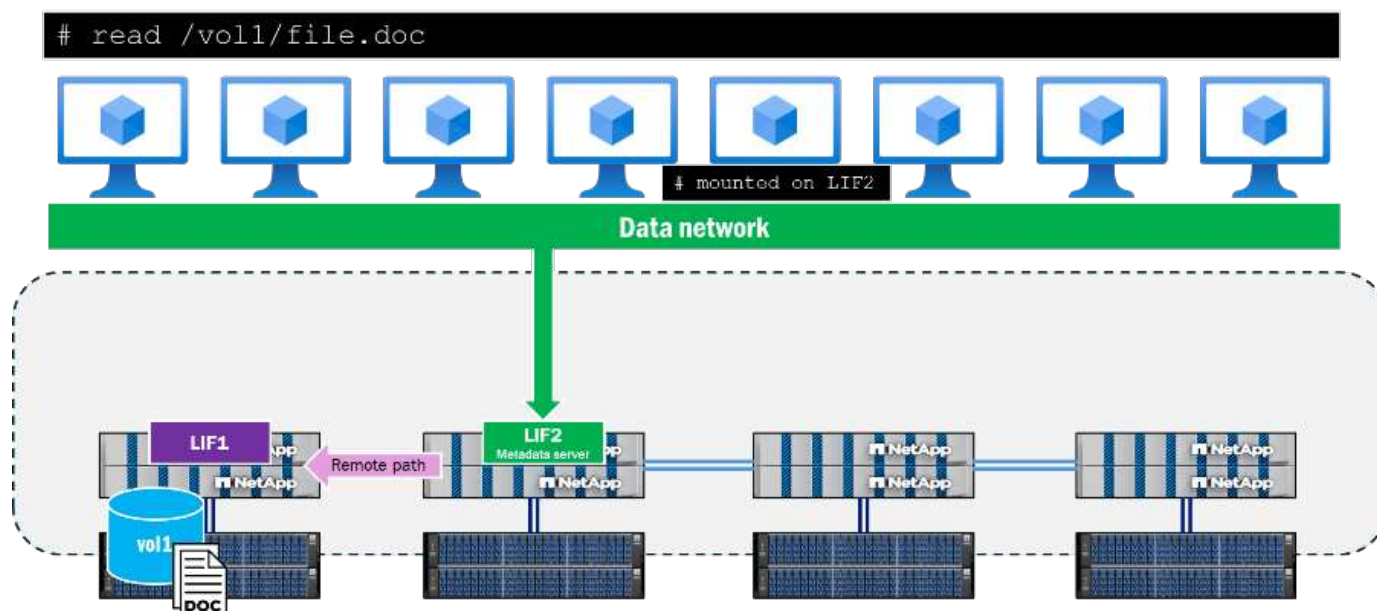 # read /vol1/file.doc
# mounted on LIF2
Data network
LIF1
LIF2
Metadata server
Remote path
NetApp
NetApp
NetApp
NetApp
NetApp
NetApp
NetApp
vol1
DOC